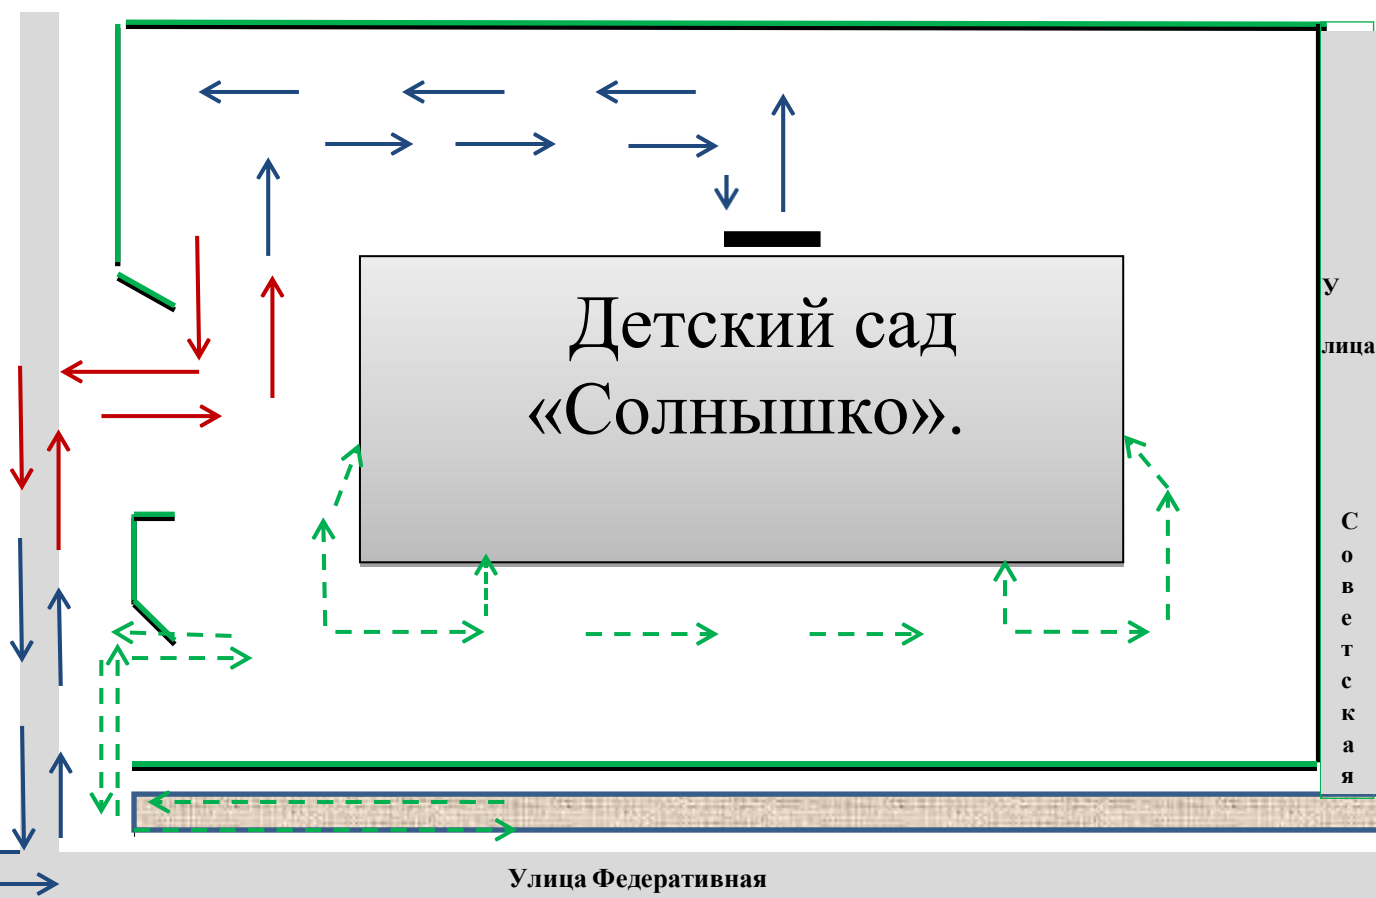 Детский сад
«Солнышко».
У
лица
С
о
в
е
т
с
к
а
я
Улица Федеративная